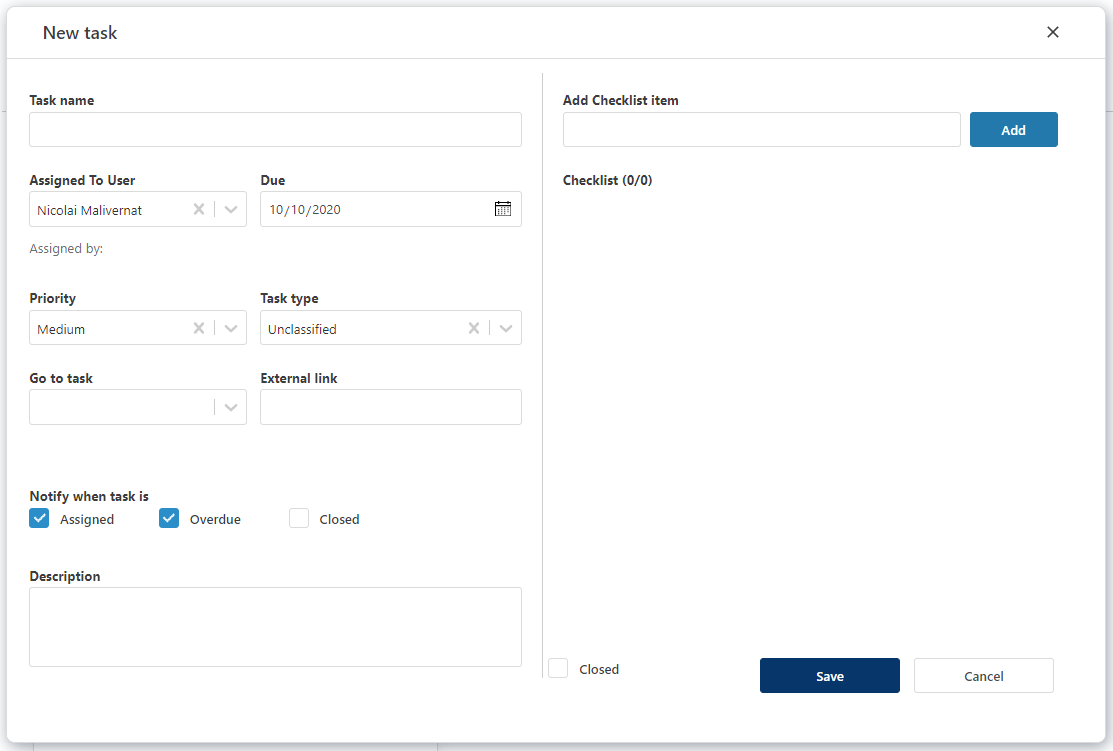 New task
Task name
Assigned To User
Due
Nicolai Malivernat
10/10/2020
Assigned by:
Priority
Task type
Medium
Unclassified
Go to task
External link
Notify when task is
Assigned
Overdue
Closed
Description
Add Checklist item
Add
Checklist (0/0)
Closed
Save
Cancel